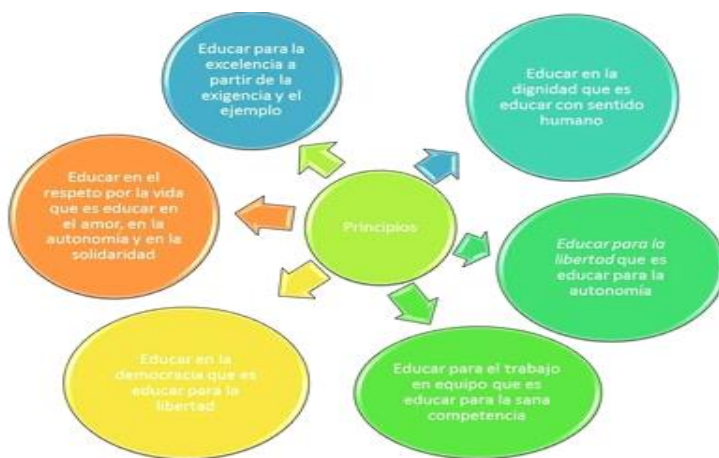 Educar para la
excelencia a
partir de la
exigencia y el
ejemplo
Educar en la
dignidad que es
educar con sentido
humano
Educar en el
respeto por la vida
que es educar en
el amor, en la
autonomía y en la
solidaridad
Principios
Educar para la
libertad que es
educar para la
autonomía
Educar en la
democracia que es
educar para la
libertad
Educar para el trabajo
en equipo que es
educar para la sana
competencia